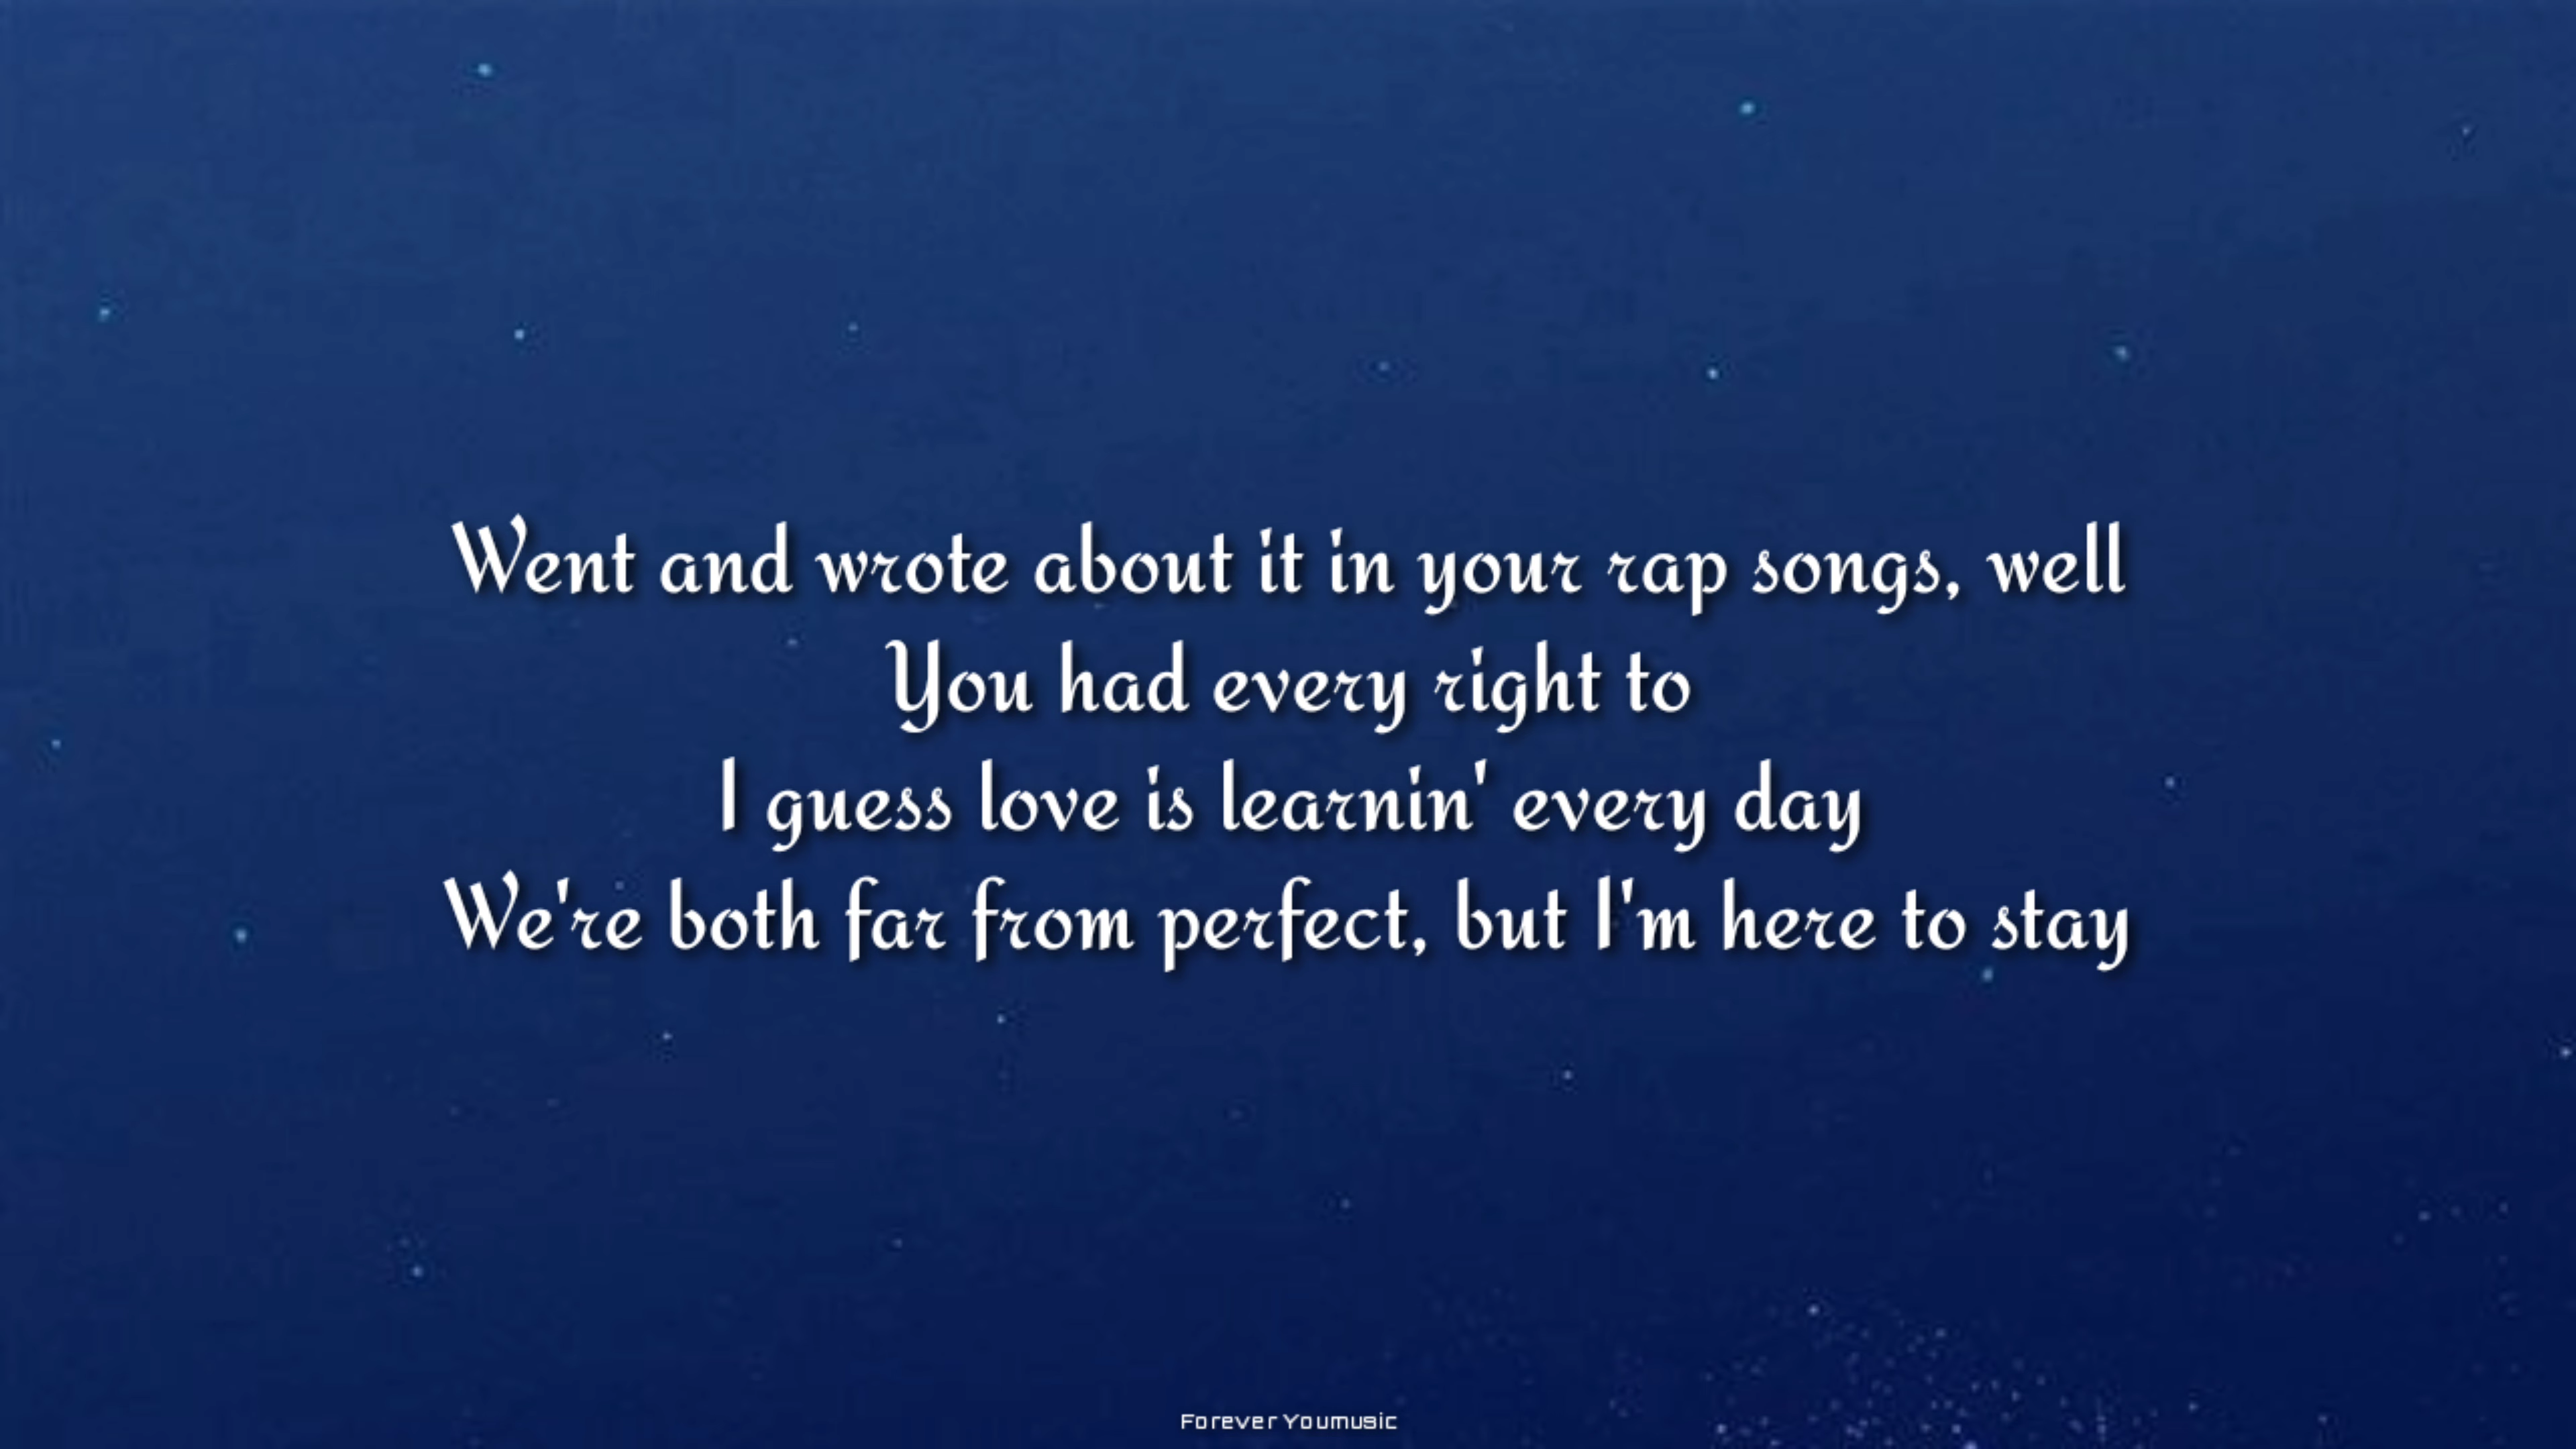 Went and wrote about it in your rap songs, well
You had every right to
I guess love is learnin' every day
We're both far from perfect, but I'm here to stay
Forever Youmusic